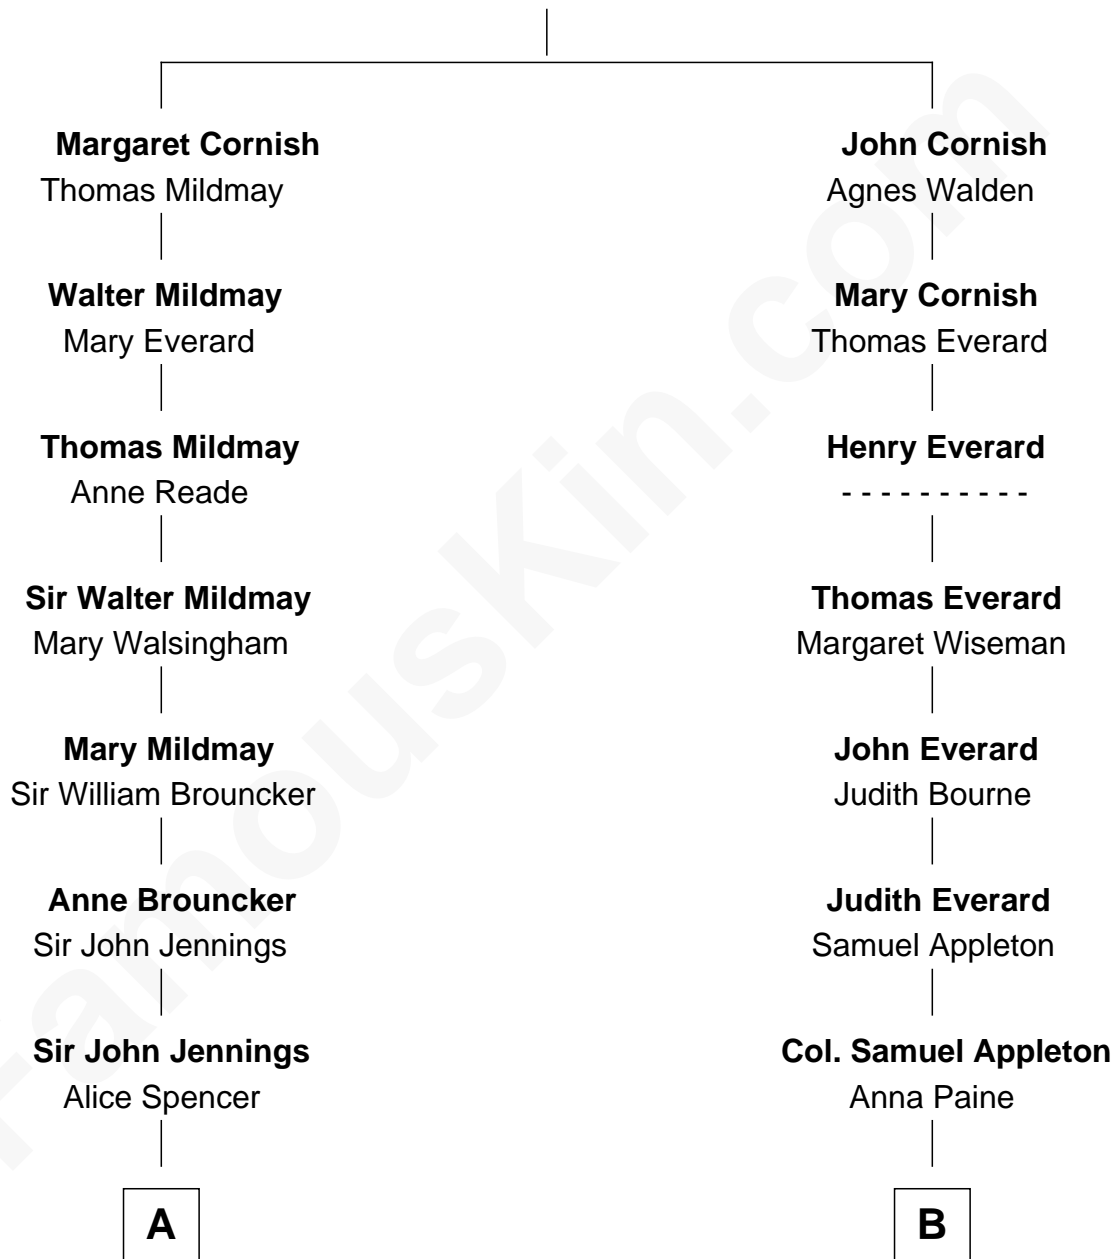 Margaret Cornish
Thomas Mildmay
Walter Mildmay
Mary Everard
Thomas Mildmay
Anne Reade
Sir Walter Mildmay
Mary Walsingham
Mary Mildmay
Sir William Brouncker
Anne Brouncker
Sir John Jennings
Sir John Jennings
Alice Spencer
A
John Cornish
Agnes Walden
Mary Cornish
Thomas Everard
Henry Everard
- - - - - - - - - -
Thomas Everard
Margaret Wiseman
John Everard
Judith Bourne
Judith Everard
Samuel Appleton
Col. Samuel Appleton
Anna Paine
B
FamousKin.com